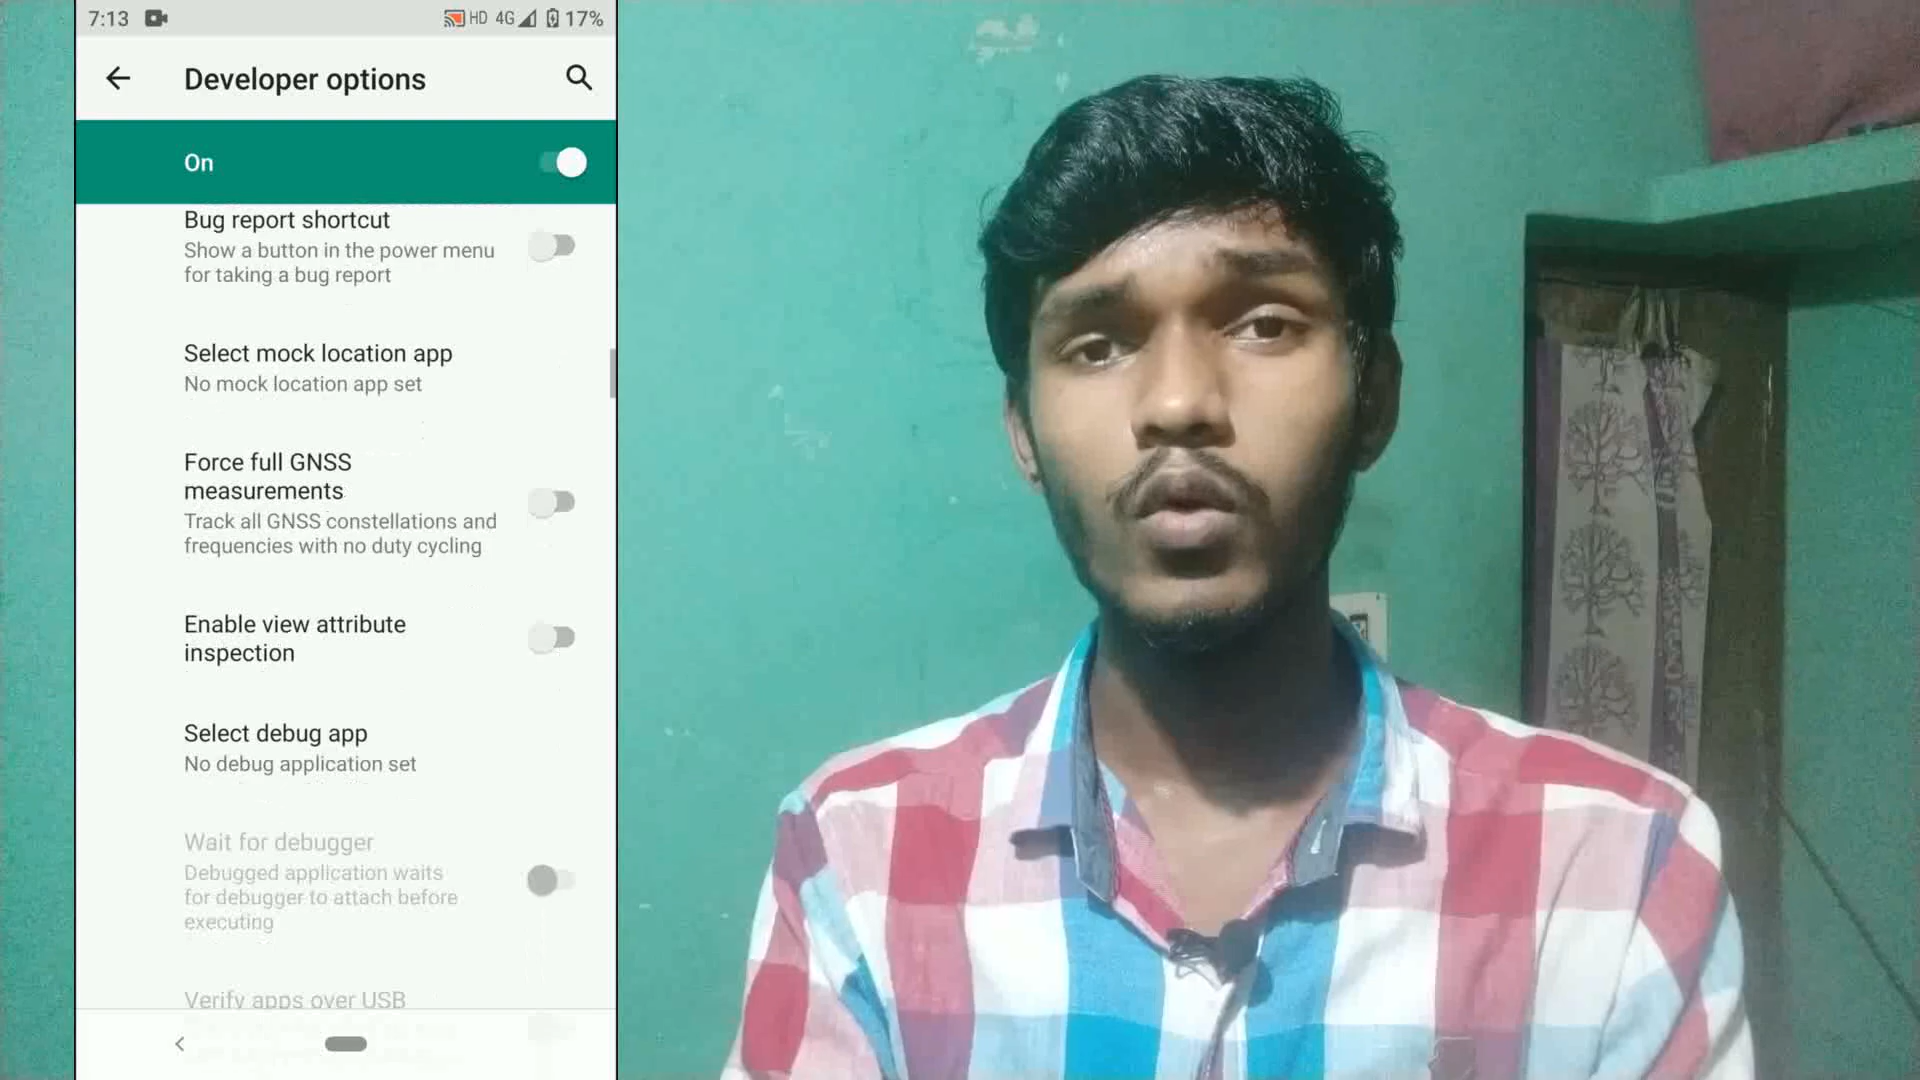 7:13 HD 4G 17%
Developer options
On
Bug report shortcut
Show a button in the power menu
for taking a bug report
Select mock location app
No mock location app set
Force full GNSS
measurements
Track all GNSS constellations and
frequencies with no duty cycling
Enable view attribute
inspection
Select debug app
No debug application set
Wait for debugger
Debugged application waits
for debugger to attach before
executing
Verify apps over USB